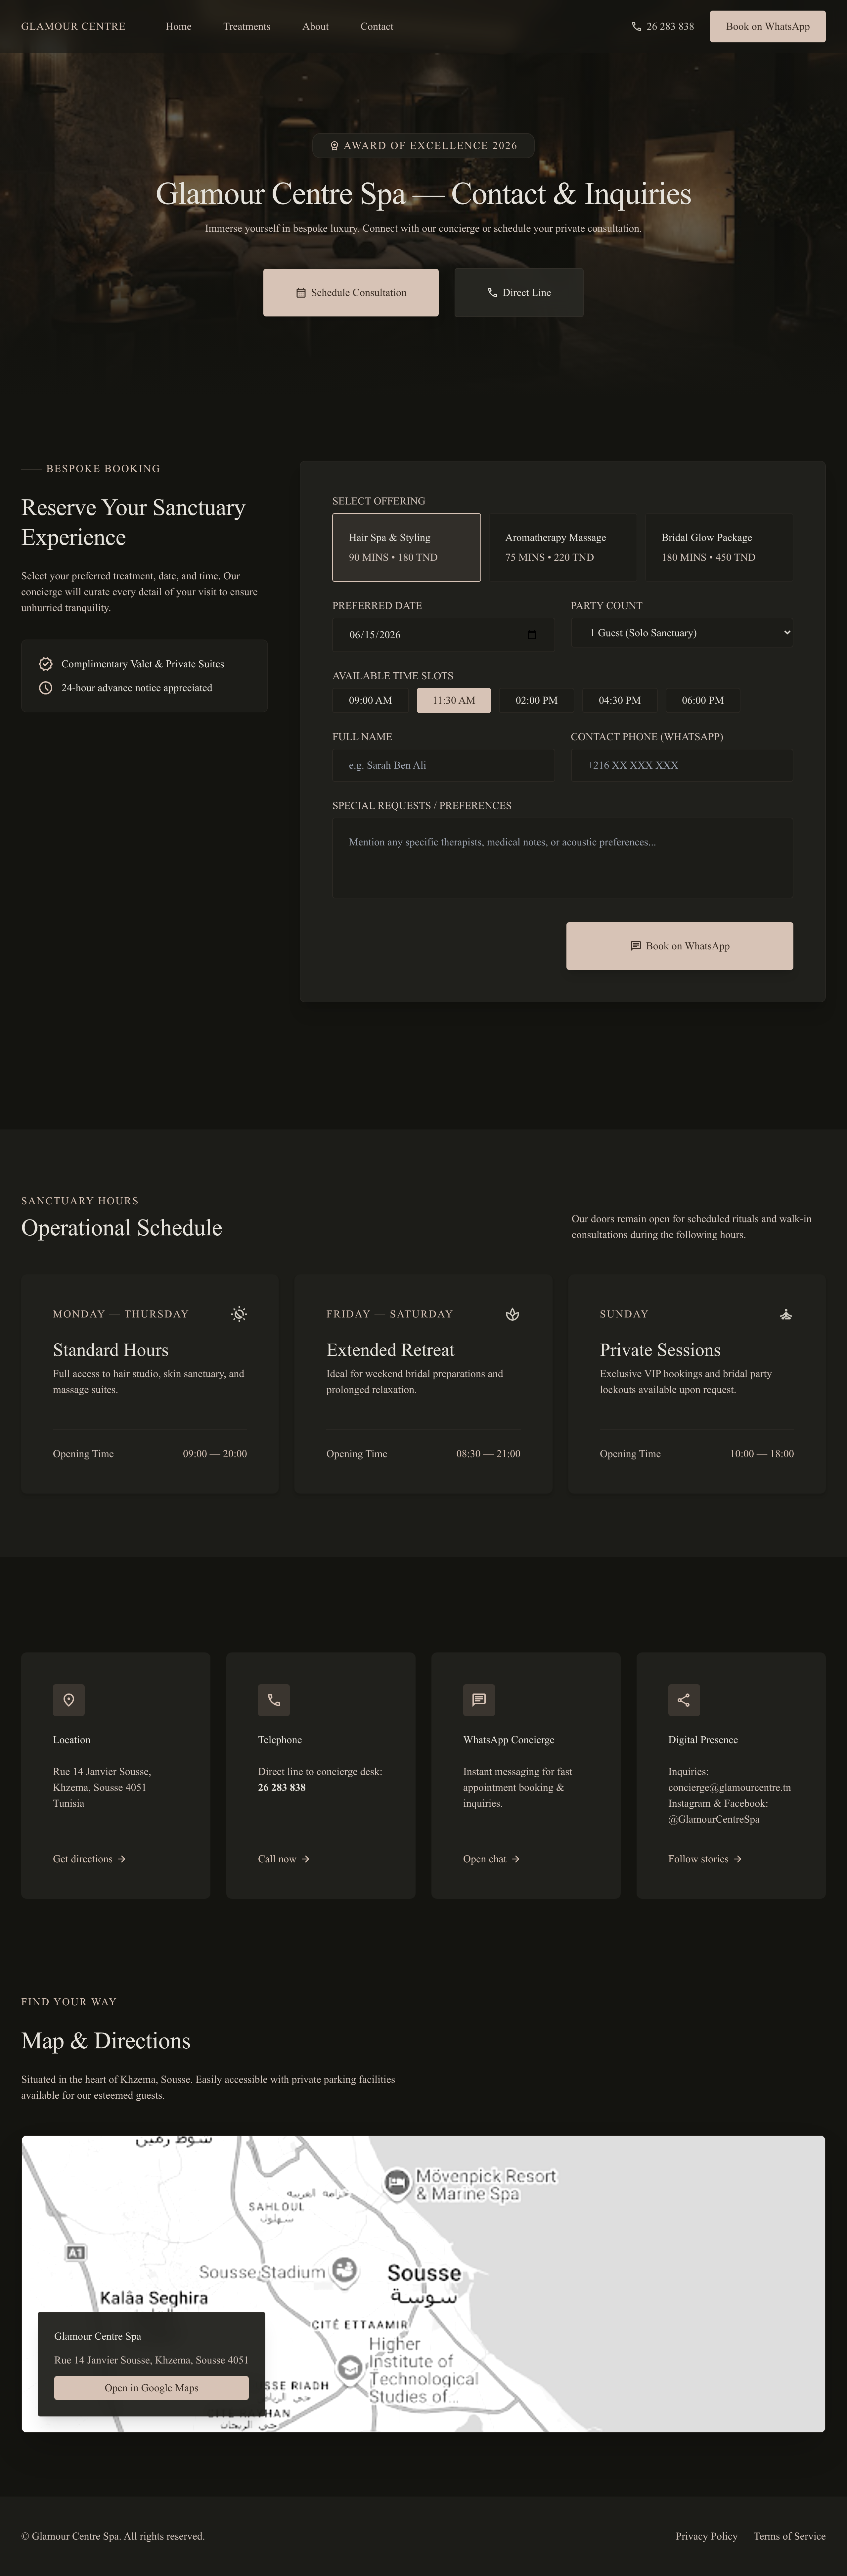 GLAMOUR CENTRE
Home
Treatments
About
Contact
26 283 838
Book on WhatsApp
AWARD OF EXCELLENCE 2026
Glamour Centre Spa — Contact & Inquiries
Immerse yourself in bespoke luxury. Connect with our concierge or schedule your private consultation.
Schedule Consultation
Direct Line
BESPOKE BOOKING
Reserve Your Sanctuary
Experience
Select your preferred treatment, date, and time. Our
concierge will curate every detail of your visit to ensure
unhurried tranquility.
Complimentary Valet & Private Suites
24-hour advance notice appreciated
SELECT OFFERING
Hair Spa & Styling
90 MINS • 180 TND
Aromatherapy Massage
75 MINS • 220 TND
Bridal Glow Package
180 MINS • 450 TND
PREFERRED DATE
06/15/2026
PARTY COUNT
1 Guest (Solo Sanctuary)
AVAILABLE TIME SLOTS
09:00 AM
11:30 AM
02:00 PM
04:30 PM
06:00 PM
FULL NAME
e.g. Sarah Ben Ali
CONTACT PHONE (WHATSAPP)
+216 XX XXX XXX
SPECIAL REQUESTS / PREFERENCES
Mention any specific therapists, medical notes, or acoustic preferences...
Book on WhatsApp
SANCTUARY HOURS
Operational Schedule
Our doors remain open for scheduled rituals and walk-in
consultations during the following hours.
MONDAY — THURSDAY
Standard Hours
Full access to hair studio, skin sanctuary, and
massage suites.
Opening Time
09:00 — 20:00
FRIDAY — SATURDAY
Extended Retreat
Ideal for weekend bridal preparations and
prolonged relaxation.
Opening Time
08:30 — 21:00
SUNDAY
Private Sessions
Exclusive VIP bookings and bridal party
lockouts available upon request.
Opening Time
10:00 — 18:00
Location
Rue 14 Janvier Sousse,
Khzema, Sousse 4051
Tunisia
Get directions
Telephone
Direct line to concierge desk:
26 283 838
Call now
WhatsApp Concierge
Instant messaging for fast
appointment booking &
inquiries.
Open chat
Digital Presence
Inquiries:
concierge@glamourcentre.tn
Instagram & Facebook:
@GlamourCentreSpa
Follow stories
FIND YOUR WAY
Map & Directions
Situated in the heart of Khzema, Sousse. Easily accessible with private parking facilities
available for our esteemed guests.
Mövenpick Resort
& Marine Spa
SAHLOUL
سهلول
A1
Sousse Stadium
Sousse
سوسة
Kalâa Seghira
CITÉ ETTAAMIR
Higher
Institute of
Technological
Studies of...
Glamour Centre Spa
Rue 14 Janvier Sousse, Khzema, Sousse 4051
Open in Google Maps
© Glamour Centre Spa. All rights reserved.
Privacy Policy
Terms of Service